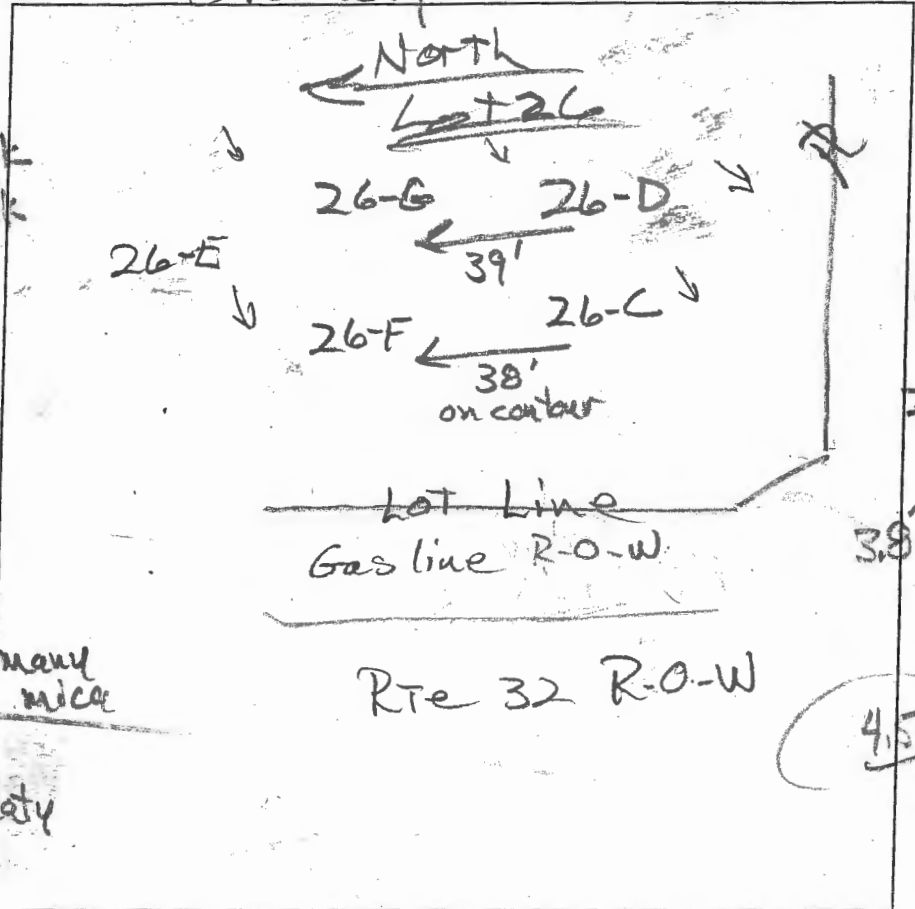 North
Lot 26
26-G 26-D
39'
26-E
26-F 26-C
38'
on contour
Lot Line
Gas line R-O-W
3.8'
many
mica
Rte 32 R-O-W
4.5